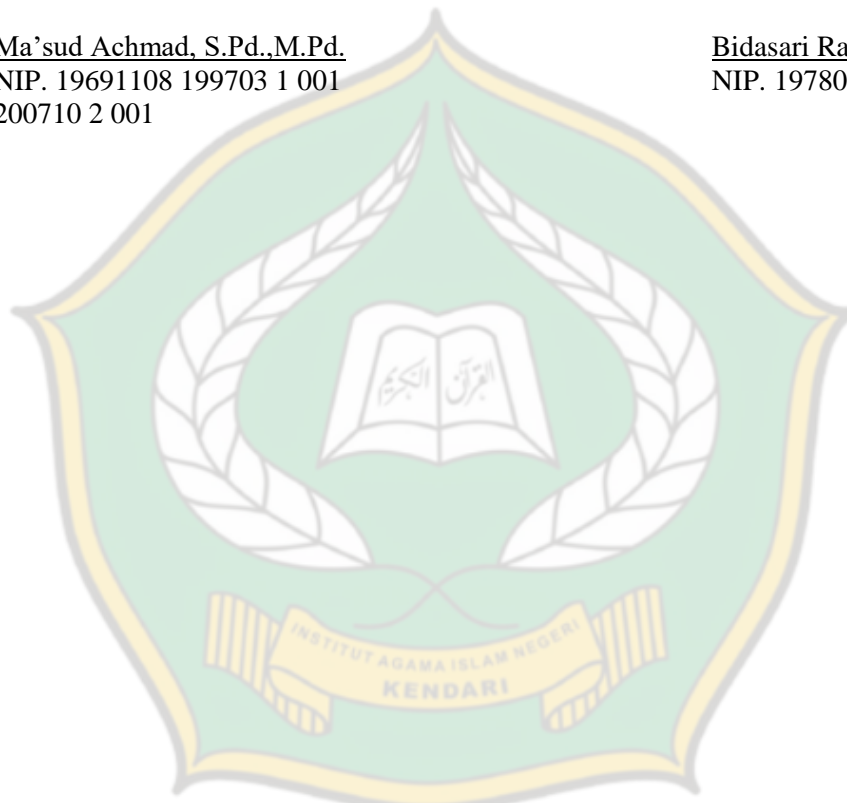 Ma’sud Achmad, S.Pd.,M.Pd. Bidasari Ra
NIP. 19691108 199703 1 001 NIP. 19780
200710 2 001
القرآن الكريم
INSTITUT AGAMA ISLAM NEGERI
KENDARI